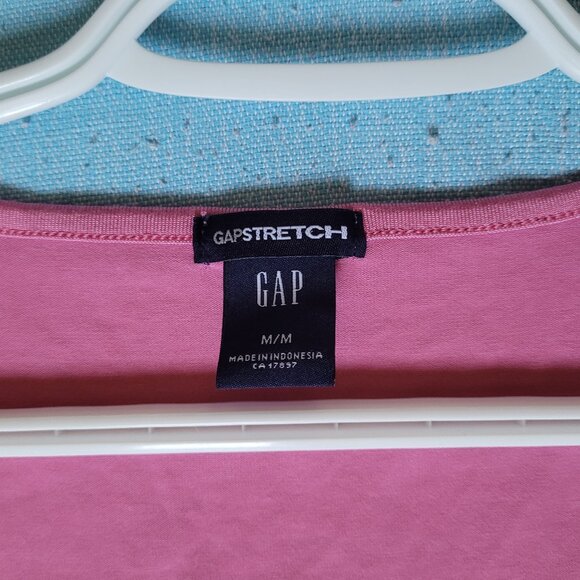 GAPSTRETCH
GAP
M/M
MADE IN INDONESIA
CA 17897